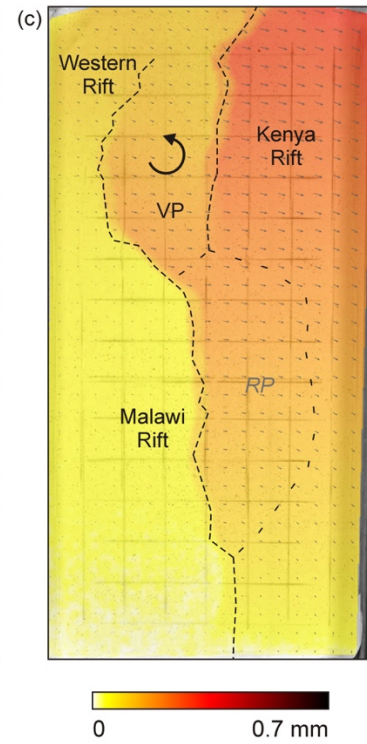 (c)
Western
Rift
Kenya
Rift
VP
RP
Malawi
Rift
0
0.7 mm